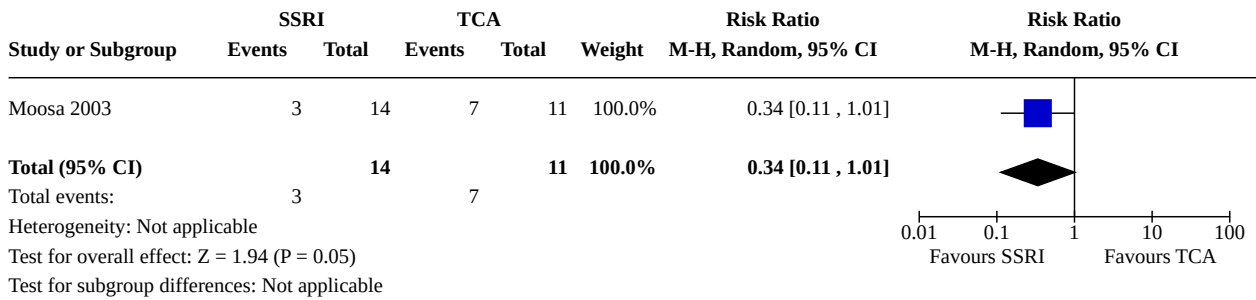 SSRI TCA Risk Ratio Risk Ratio
Study or Subgroup Events Total Events Total Weight M-H, Random, 95% CI M-H, Random, 95% CI
Moosa 2003 3 14 7 11 100.0% 0.34 [0.11 , 1.01]
Total (95% CI) 14 11 100.0% 0.34 [0.11 , 1.01]
Total events: 3 7
Heterogeneity: Not applicable
Test for overall effect: Z = 1.94 (P = 0.05)
Test for subgroup differences: Not applicable
0.01 0.1 1 10 100
Favours SSRI Favours TCA